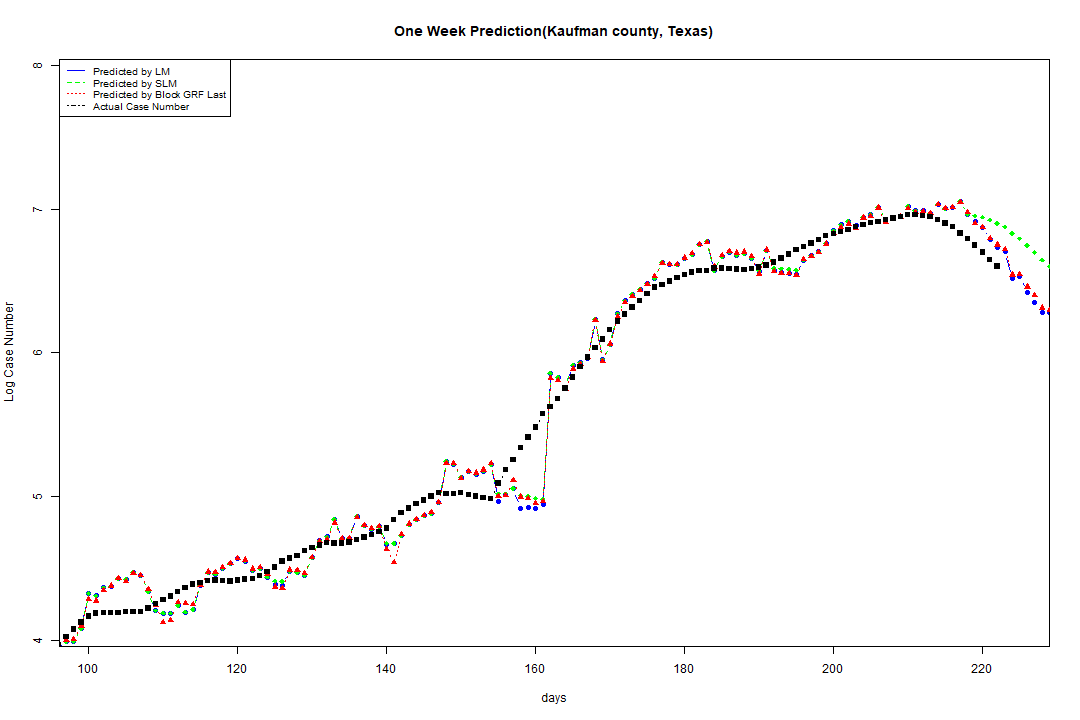 One Week Prediction(Kaufman county, Texas)
8
Predicted by LM
Predicted by SLM
Predicted by Block GRF Last
Actual Case Number
7
6
5
4
Log Case Number
100 120 140 160 180 200 220
days